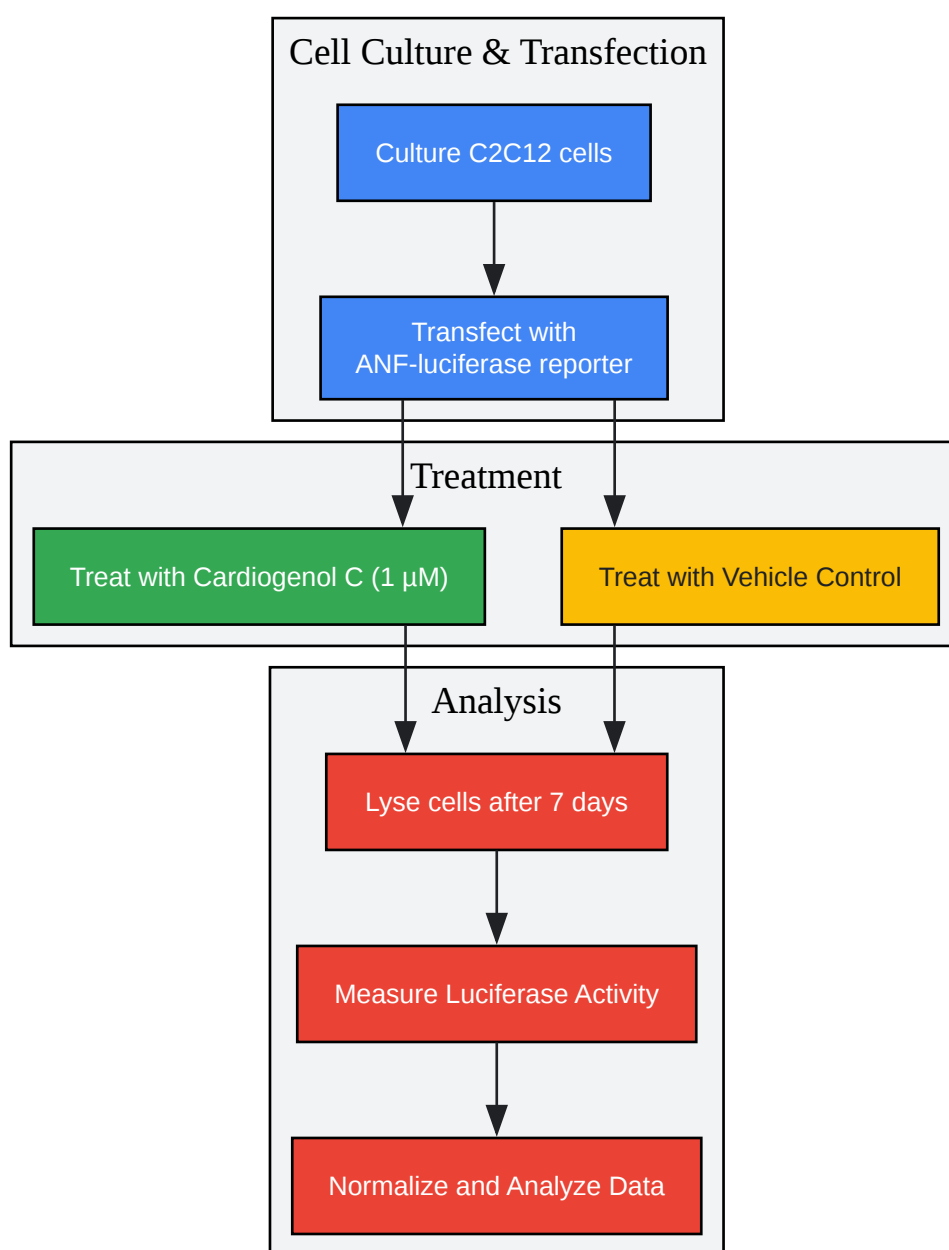 Cell Culture & Transfection
Culture C2C12 cells
Transfect with
ANF-luciferase reporter
Treatment
Treat with Cardiogenol C (1 µM)
Treat with Vehicle Control
Analysis
Lyse cells after 7 days
Measure Luciferase Activity
Normalize and Analyze Data